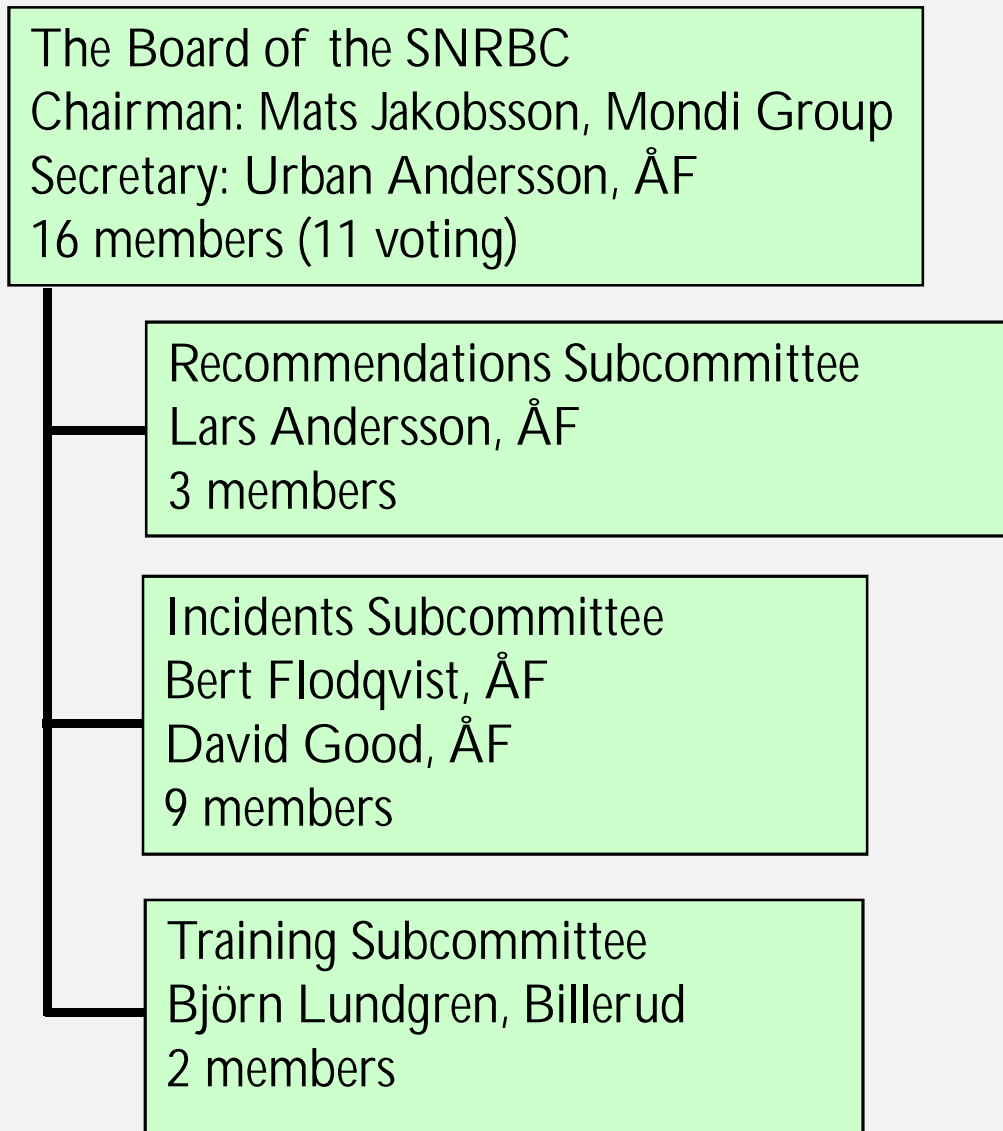 The Board of the SNRBC
Chairman: Mats Jakobsson, Mondi Group
Secretary: Urban Andersson, ÅF
16 members (11 voting)
Recommendations Subcommittee
Lars Andersson, ÅF
3 members
Incidents Subcommittee
Bert Flodqvist, ÅF
David Good, ÅF
9 members
Training Subcommittee
Björn Lundgren, Billerud
2 members